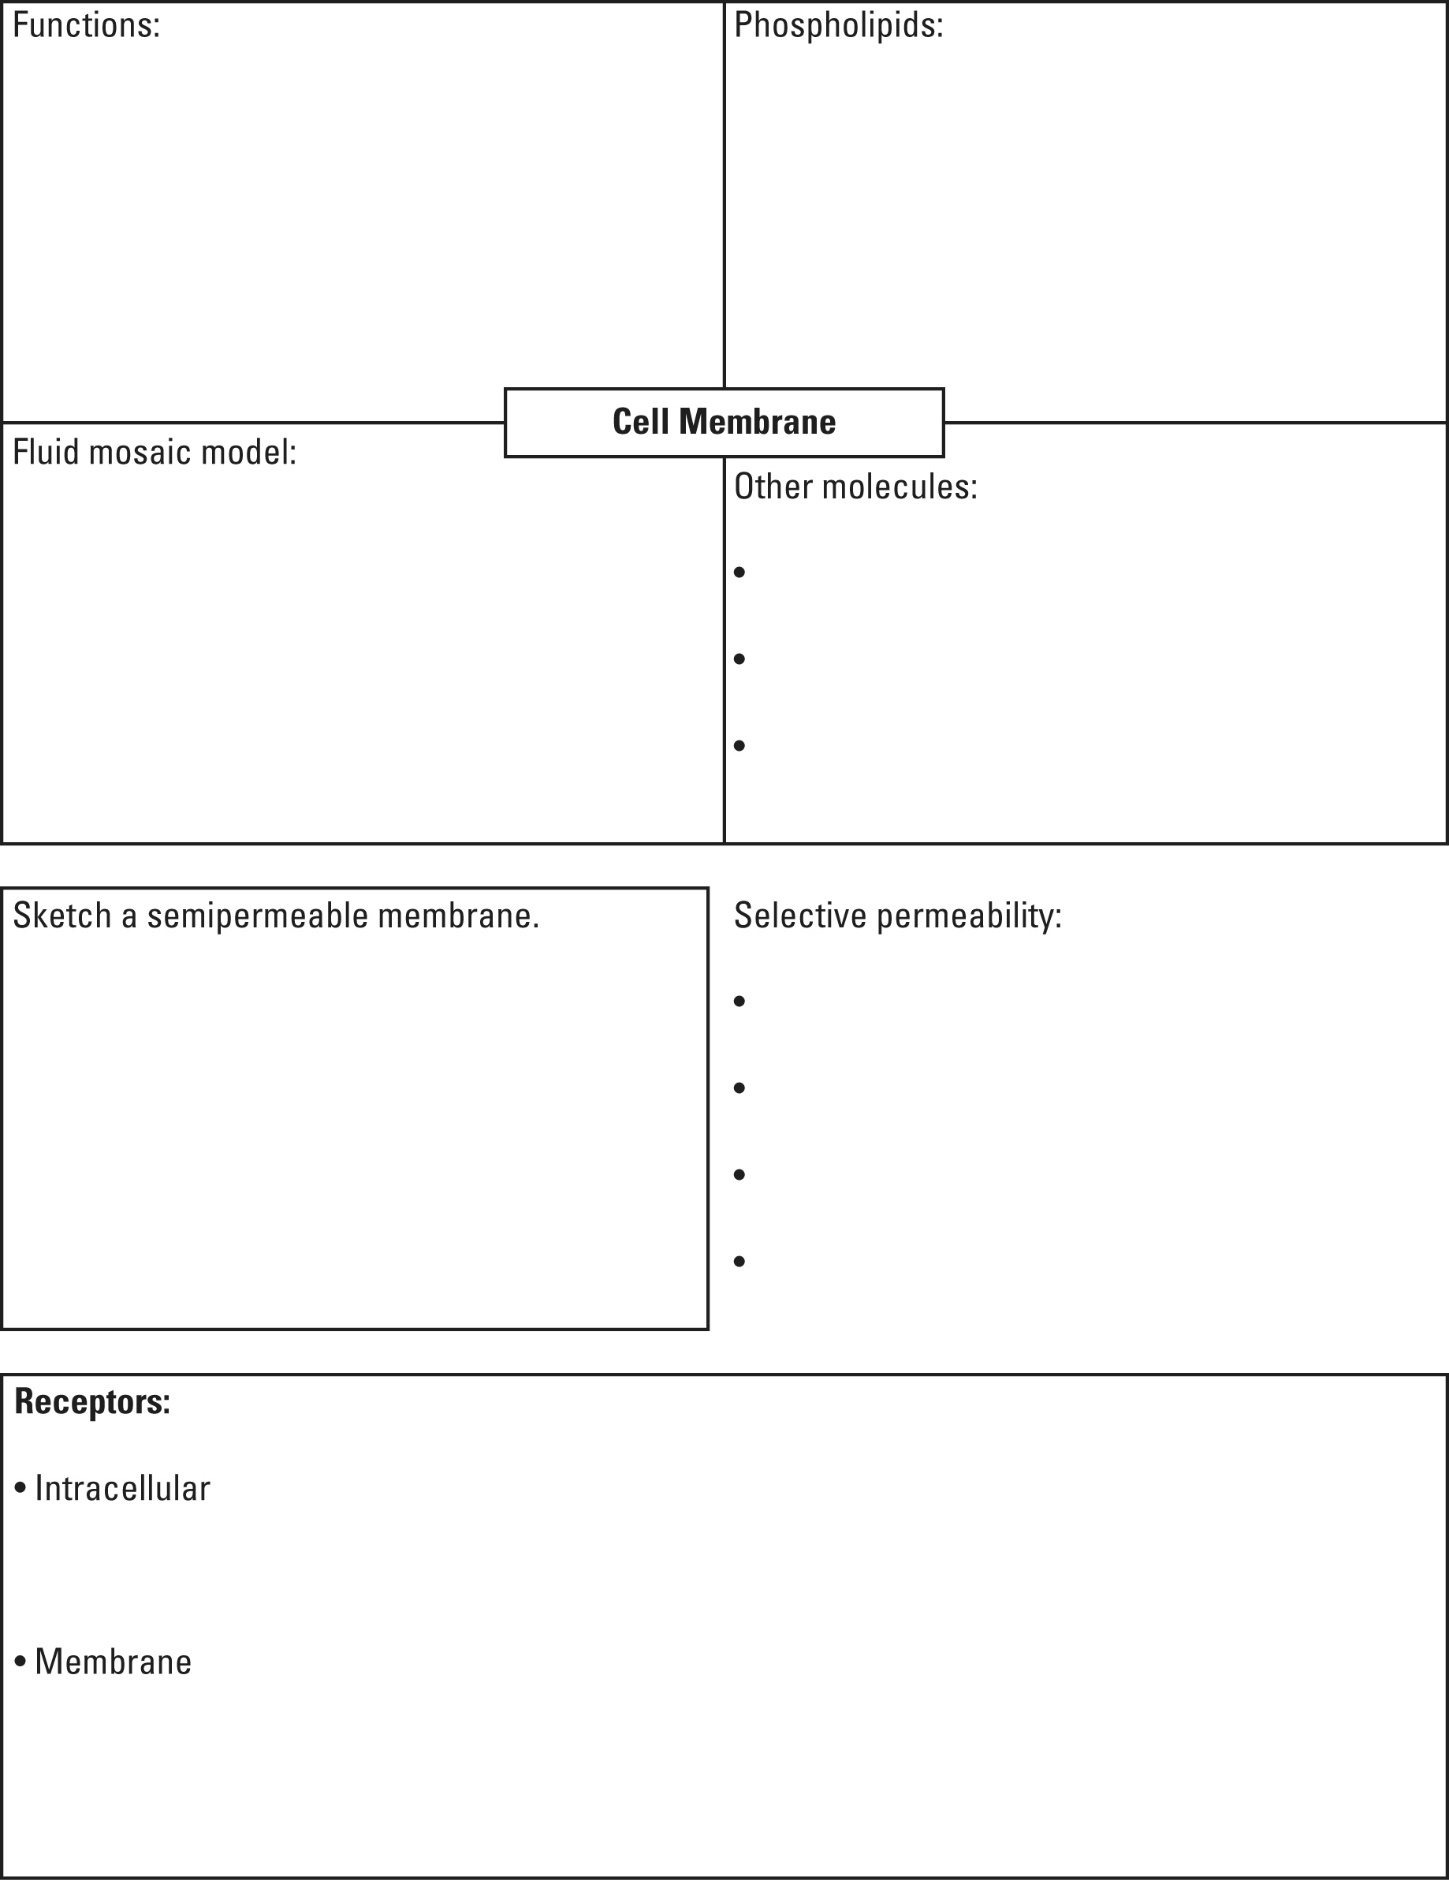 Functions:
Phospholipids:
Cell Membrane
Fluid mosaic model:
Other molecules:
•
•
•
Sketch a semipermeable membrane.
Selective permeability:
•
•
•
•
Receptors:
• Intracellular
• Membrane